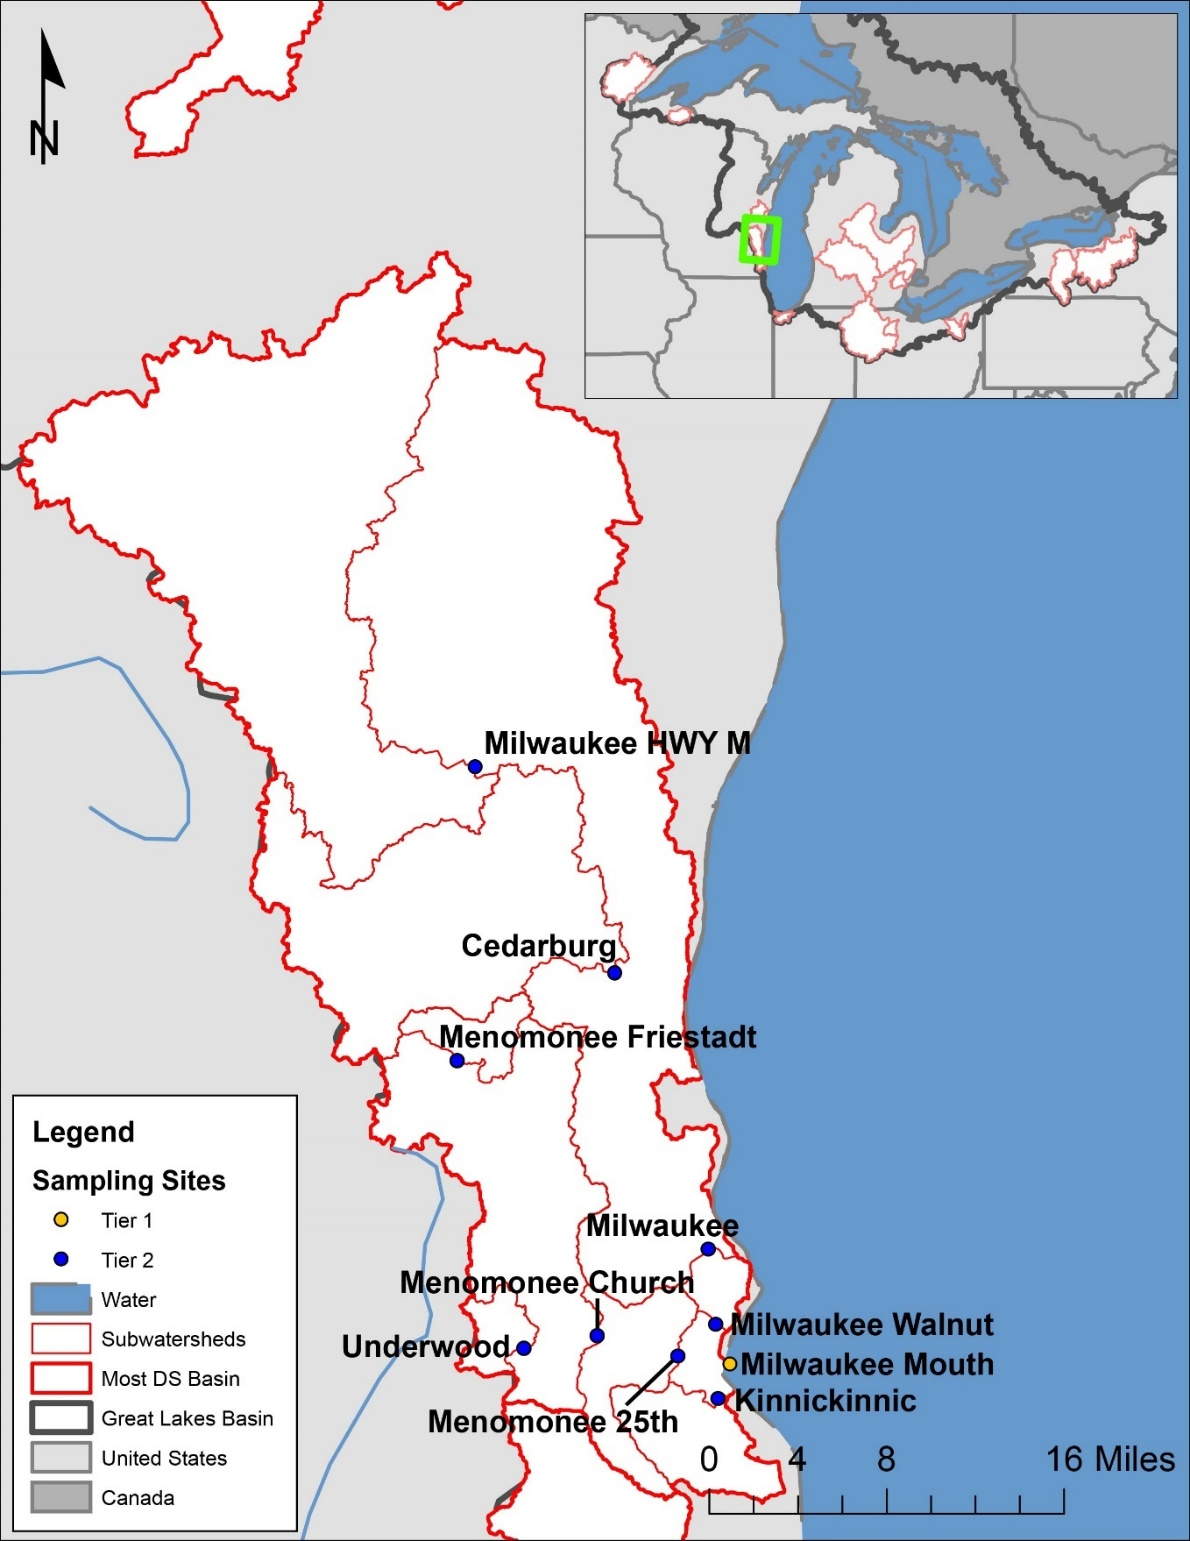 N
Milwaukee HWY M
Cedarburg
Menomonee Friestadt
Milwaukee
Menomonee Church
Underwood
Milwaukee Walnut
Milwaukee Mouth
Kinnickinnic
Menomonee 25th
0 4 8 16 Miles
Legend
Sampling Sites
Tier 1
Tier 2
Water
Subwatersheds
Most DS Basin
Great Lakes Basin
United States
Canada